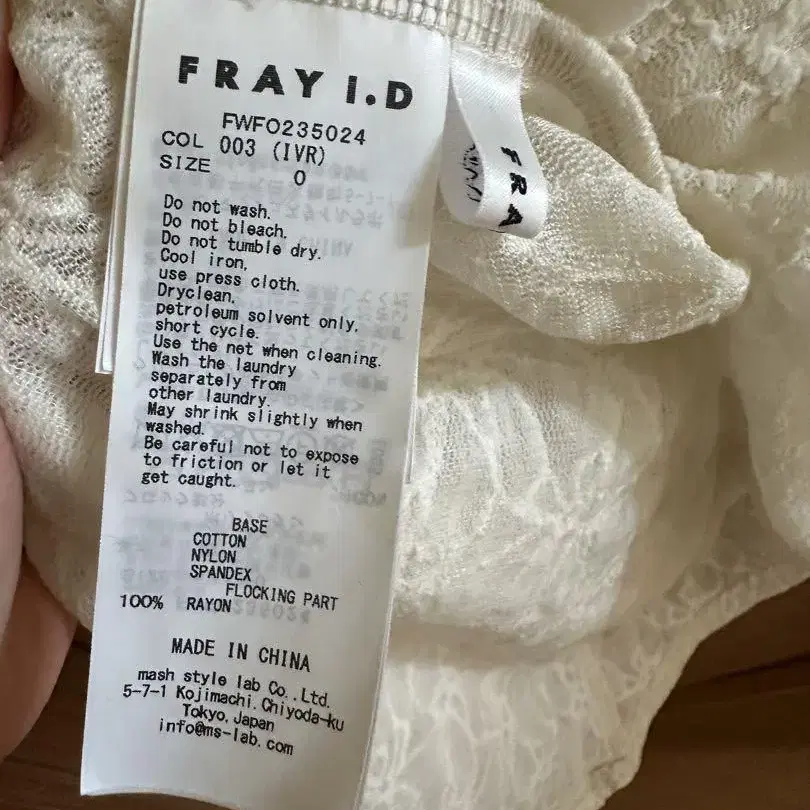 FRAY I.D
FWFO235024
COL 003 (IVR)
SIZE 0
Do not wash.
Do not bleach.
Do not tumble dry.
Cool iron,
use press cloth.
Dryclean,
petroleum solvent only,
short cycle.
Use the net when cleaning.
Wash the laundry
separately from
other laundry.
May shrink slightly when
washed.
Be careful not to expose
to friction or let it
get caught.
BASE
COTTON
NYLON
SPANDEX
FLOCKING PART
100% RAYON
MADE IN CHINA
mash style lab Co.,Ltd.
5-7-1 Kojimachi.Chiyoda-ku
Tokyo,Japan
info@ms-lab.com
FRA